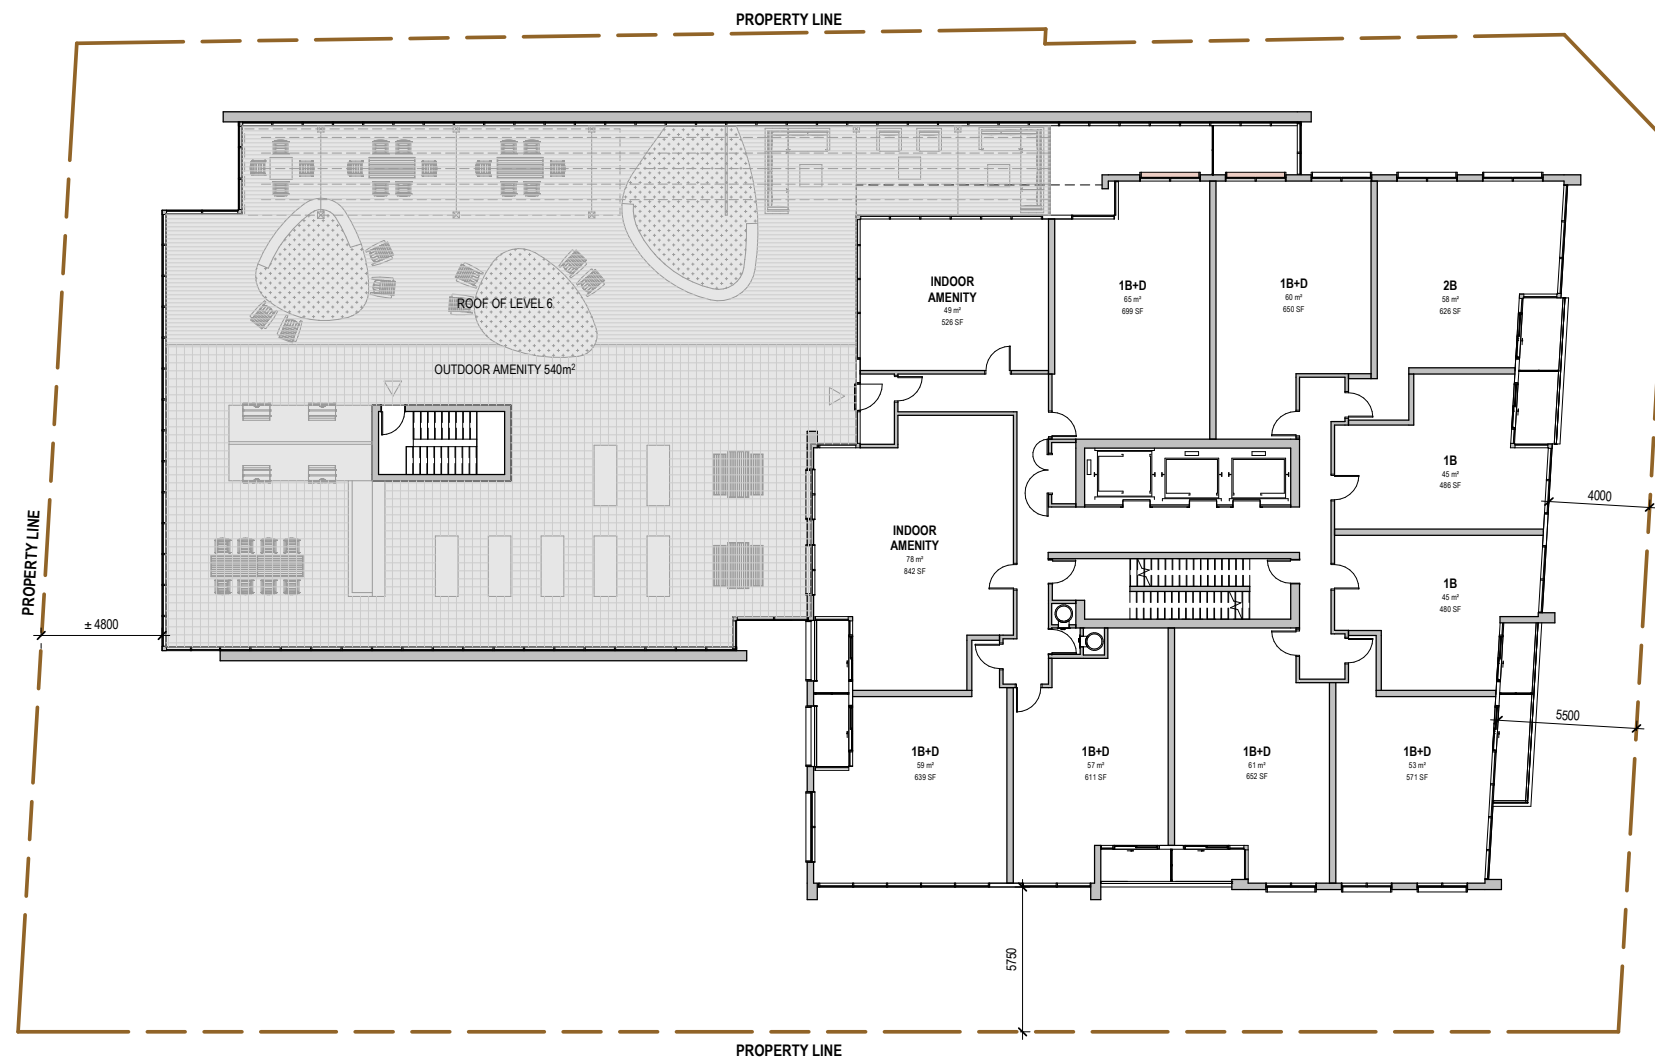 PROPERTY LINE
INDOOR
AMENITY
49 m²
526 SF
1B+D
65 m²
699 SF
1B+D
60 m²
650 SF
2B
58 m²
626 SF
ROOF OF LEVEL 6
OUTDOOR AMENITY 540m²
1B
45 m²
486 SF
4000
PROPERTY LINE
INDOOR
AMENITY
78 m²
842 SF
1B
45 m²
480 SF
± 4800
5500
1B+D
59 m²
639 SF
1B+D
57 m²
611 SF
1B+D
61 m²
652 SF
1B+D
53 m²
571 SF
5750
PROPERTY LINE